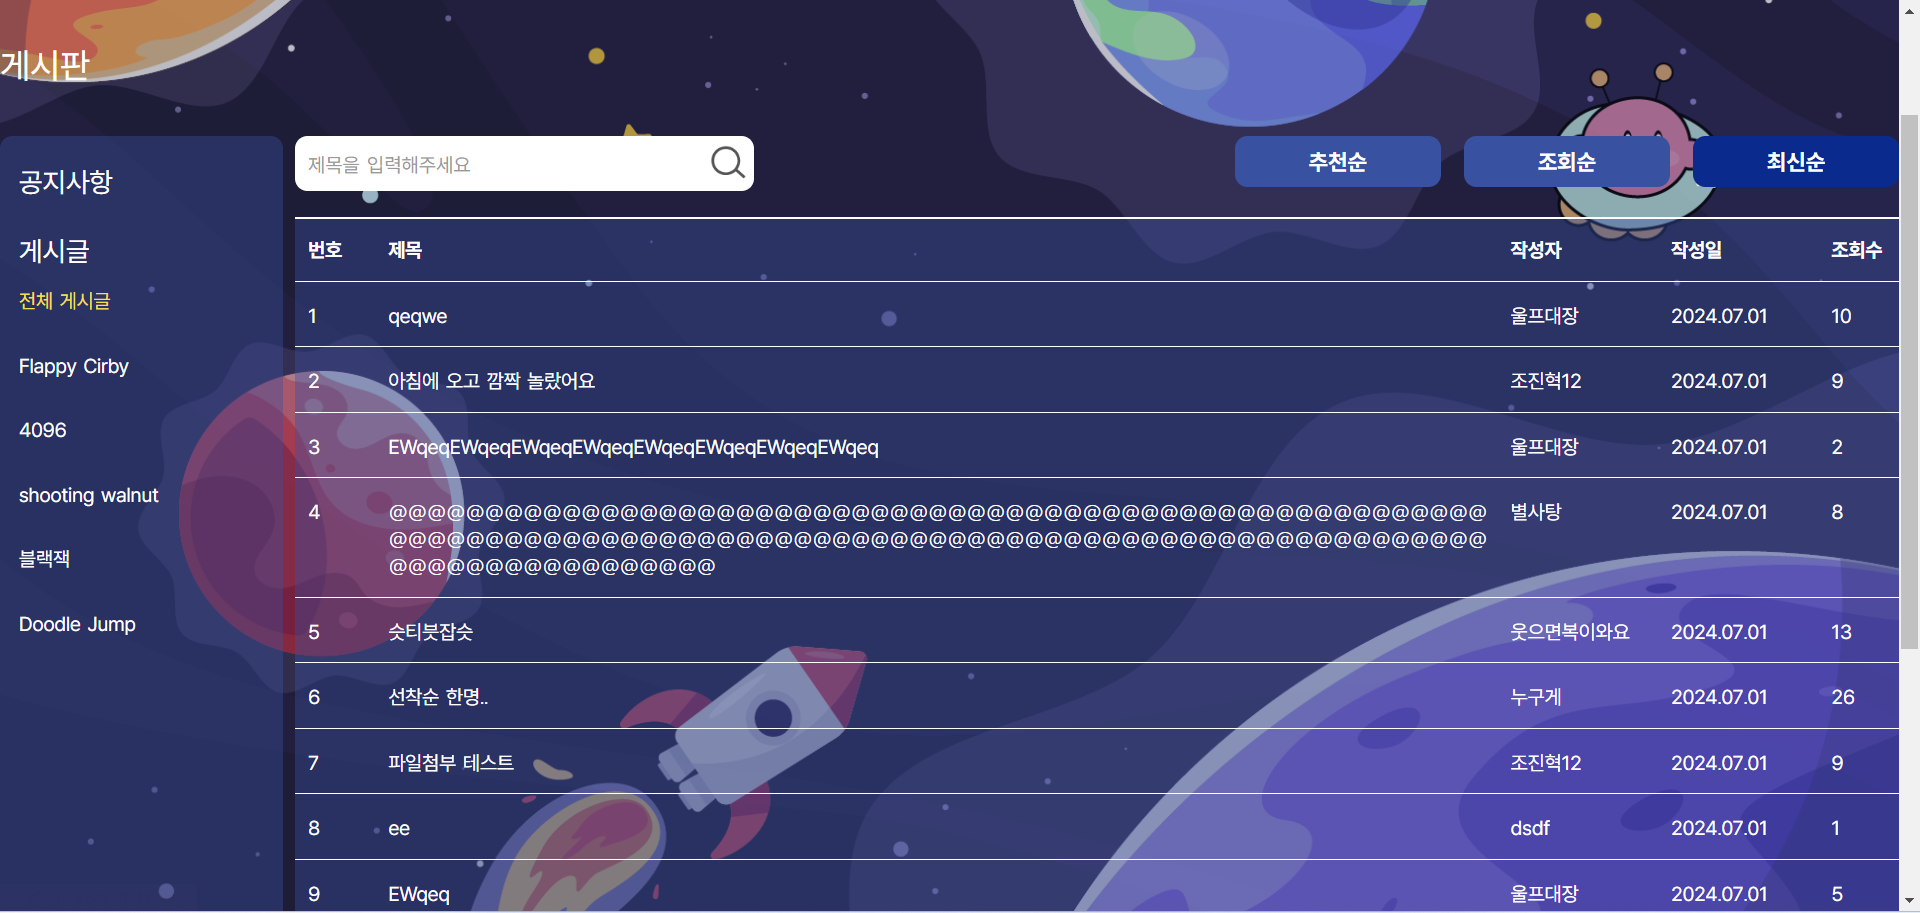 게시판
공지사항
게시글
전체 게시글
Flappy Cirby
4096
shooting walnut
블랙잭
Doodle Jump
제목을 입력해주세요
추천순 조회순 최신순
번호 제목 작성자 작성일 조회수
1 qeqwe 울프대장 2024.07.01 10
2 아침에 오고 깜짝 놀랐어요 조진혁12 2024.07.01 9
3 EWqeqEWqeqEWqeqEWqeqEWqeqEWqeqEWqeqEWqeq 울프대장 2024.07.01 2
4 @@@@@@@@@@@@@@@@@@@@@@@@@@@@@@@@@@@@@@@@@@@@@@@@@@@@@@@@@ 별사탕 2024.07.01 8
@@@@@@@@@@@@@@@@@@@@@@@@@@@@@@@@@@@@@@@@@@@@@@@@@@@@@@@@@
@@@@@@@@@@@@@@@@@
5 슷티븟잡슷 웃으면복이와요 2024.07.01 13
6 선착순 한명.. 누구게 2024.07.01 26
7 파일첨부 테스트 조진혁12 2024.07.01 9
8 ee dsdf 2024.07.01 1
9 EWqeq 울프대장 2024.07.01 5